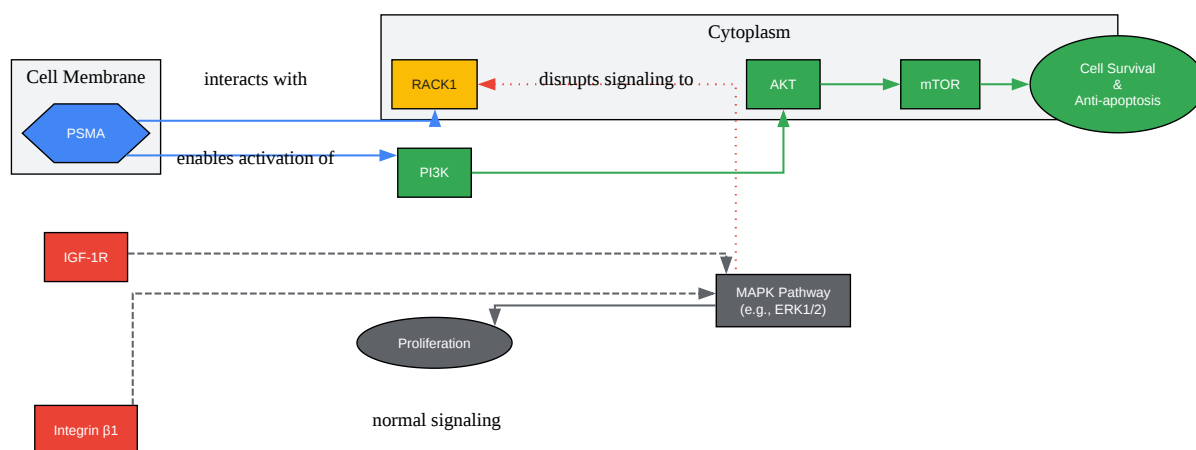 Cytoplasm
Cell Membrane
interacts with
RACK1
disrupts signaling to
AKT
mTOR
Cell Survival
&
Anti-apoptosis
PSMA
enables activation of
PI3K
IGF-1R
MAPK Pathway
(e.g., ERK1/2)
Proliferation
normal signaling
Integrin β1